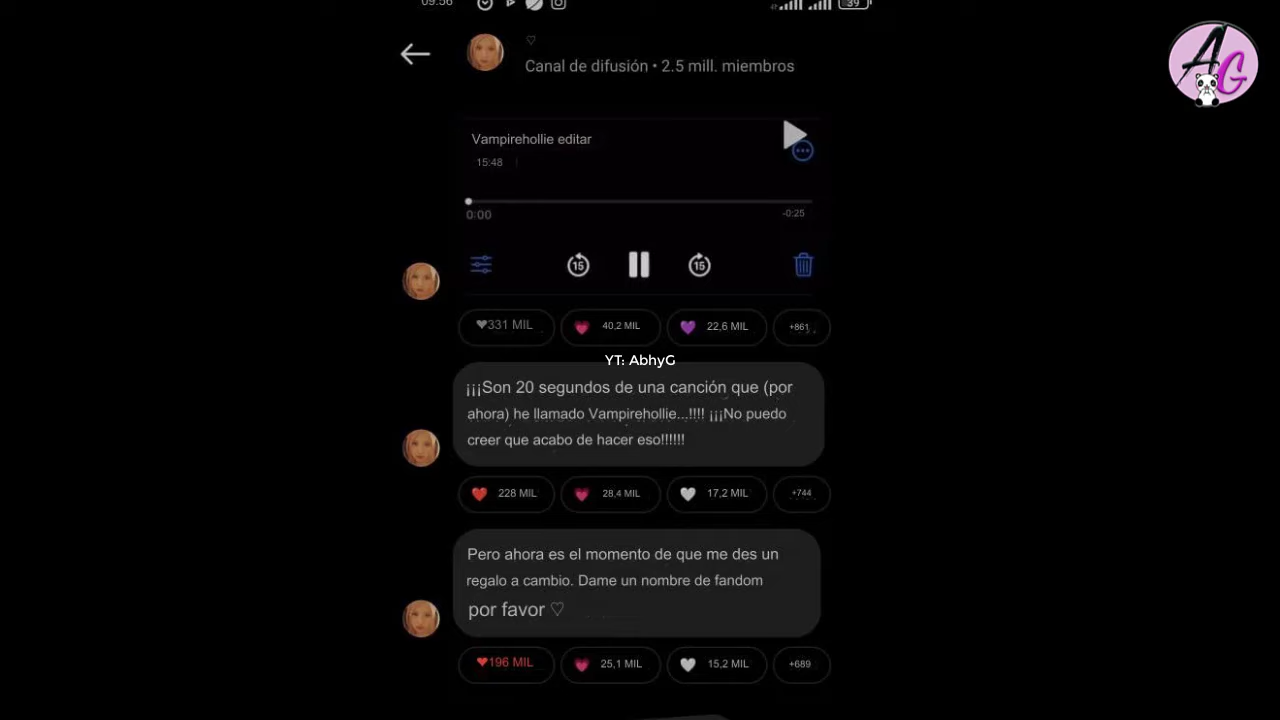 09:56
39
AG
♡
Canal de difusión • 2.5 mill. miembros
Vampirehollie editar
15:48
0:00
-0:25
15
15
❤331 MIL
40,2 MIL
22,6 MIL
+861
YT: AbhyG
¡¡¡Son 20 segundos de una canción que (por
ahora) he llamado Vampirehollie...!!!! ¡¡¡No puedo
creer que acabo de hacer eso!!!!!!
228 MIL
28,4 MIL
17,2 MIL
+744
Pero ahora es el momento de que me des un
regalo a cambio. Dame un nombre de fandom
por favor ♡
❤196 MIL
25,1 MIL
15,2 MIL
+689